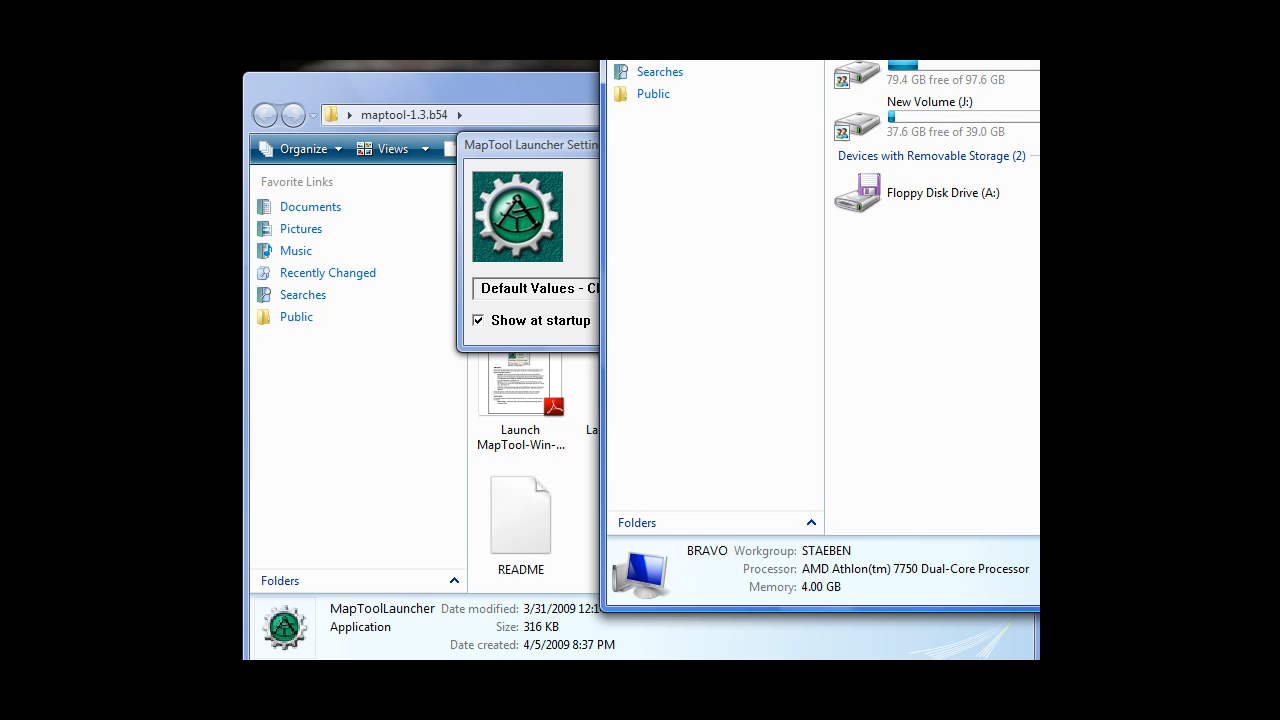 maptool-1.3.b54
Organize
Views
Favorite Links
Documents
Pictures
Music
Recently Changed
Searches
Public
Folders
MapTool Launcher Settin
Default Values - Cl
Show at startup
Launch
MapTool-Win-...
La
README
MapToolLauncher
Application
Date modified: 3/31/2009 12:1
Size: 316 KB
Date created: 4/5/2009 8:37 PM
Searches
Public
Folders
79.4 GB free of 97.6 GB
New Volume (J:)
37.6 GB free of 39.0 GB
Devices with Removable Storage (2)
Floppy Disk Drive (A:)
BRAVO Workgroup: STAEBEN
Processor: AMD Athlon(tm) 7750 Dual-Core Processor
Memory: 4.00 GB